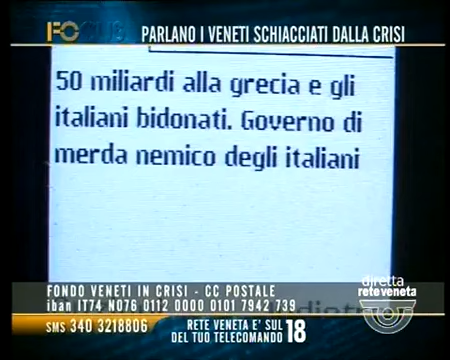 FOCUS PARLANO I VENETI SCHIACCIATI DALLA CRISI
50 miliardi alla grecia e gli
italiani bidonati. Governo di
merda nemico degli italiani
diretta
reteveneta
FONDO VENETI IN CRISI - CC POSTALE
iban IT74 N076 0112 0000 0101 7942 739
SMS 340 3218806
RETE VENETA E' SUL 18
DEL TUO TELECOMANDO